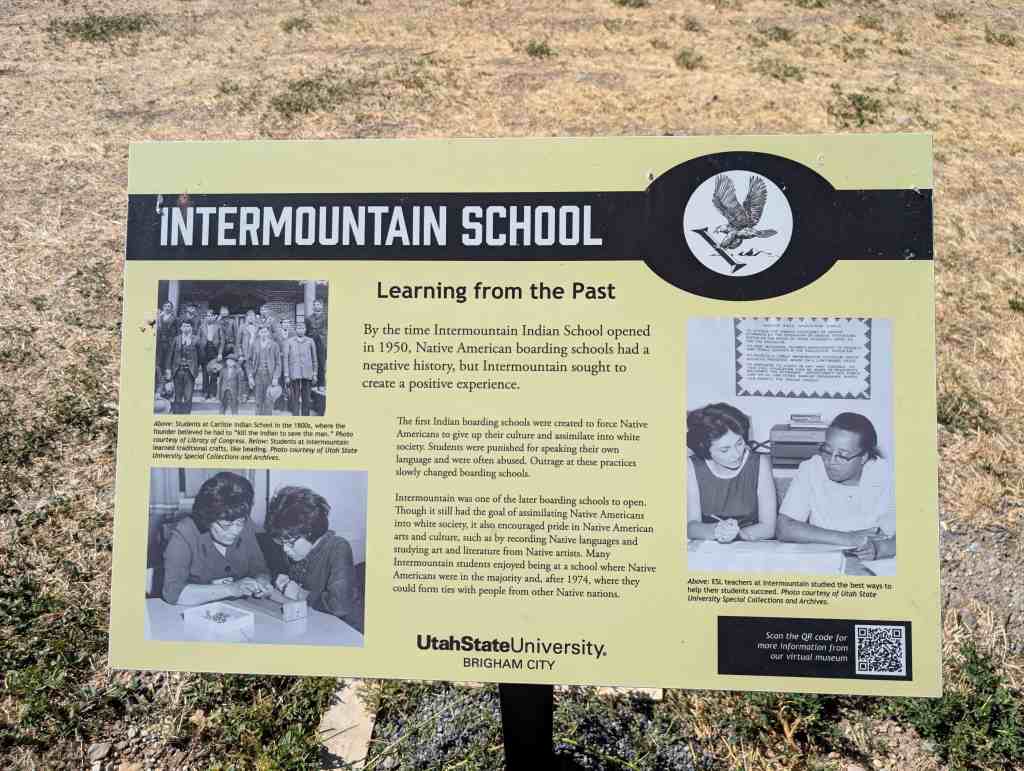 INTERMOUNTAIN SCHOOL
Learning from the Past
By the time Intermountain Indian School opened
in 1950, Native American boarding schools had a
negative history, but Intermountain sought to
create a positive experience.
Above: Students at Carlisle Indian School in the 1800s, where the
founder believed he had to "kill the Indian to save the man." Photo
courtesy of Library of Congress. Below: Students at Intermountain
learned traditional crafts, like beading. Photo courtesy of Utah State
University Special Collections and Archives.
The first Indian boarding schools were created to force Native
Americans to give up their culture and assimilate into white
society. Students were punished for speaking their own
language and were often abused. Outrage at these practices
slowly changed boarding schools.
Intermountain was one of the later boarding schools to open.
Though it still had the goal of assimilating Native Americans
into white society, it also encouraged pride in Native American
arts and culture, such as by recording Native languages and
studying art and literature from Native artists. Many
Intermountain students enjoyed being at a school where Native
Americans were in the majority and, after 1974, where they
could form ties with people from other Native nations.
Above: ESL teachers at Intermountain studied the best ways to
help their students succeed. Photo courtesy of Utah State
University Special Collections and Archives.
UtahStateUniversity®
BRIGHAM CITY
Scan the QR code for
more information from
our virtual museum